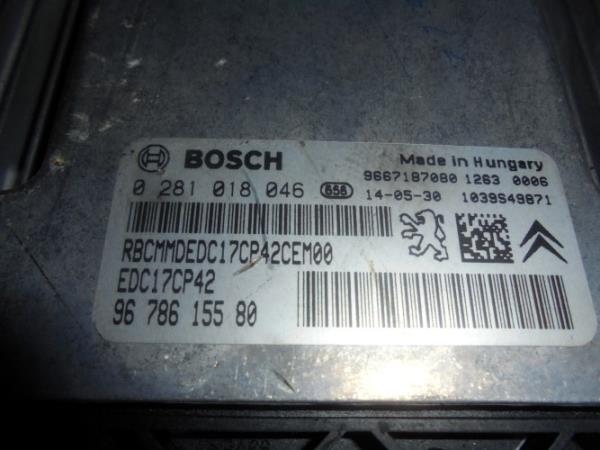 BOSCH
Made in Hungary
9667187080 1263 0006
0 281 018 046 656 14-05-30 1039S49871
RBCMMDEDC17CP42CEM00
EDC17CP42
96 786 155 80